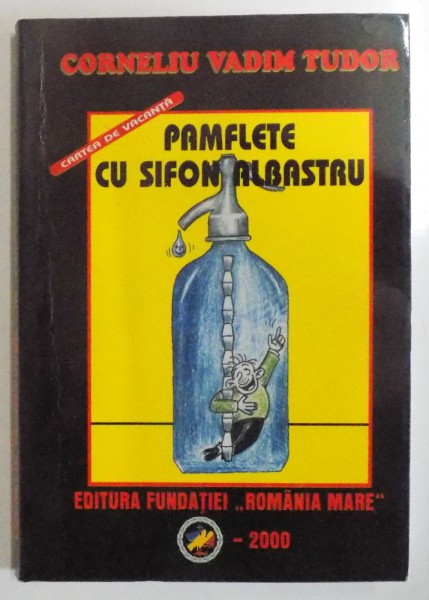 CORNELIU VADIM TUDOR
CARTEA DE VACANȚĂ
PAMFLETE
CU SIFON ALBASTRU
EDITURA FUNDAȚIEI „ROMÂNIA MARE“
– 2000